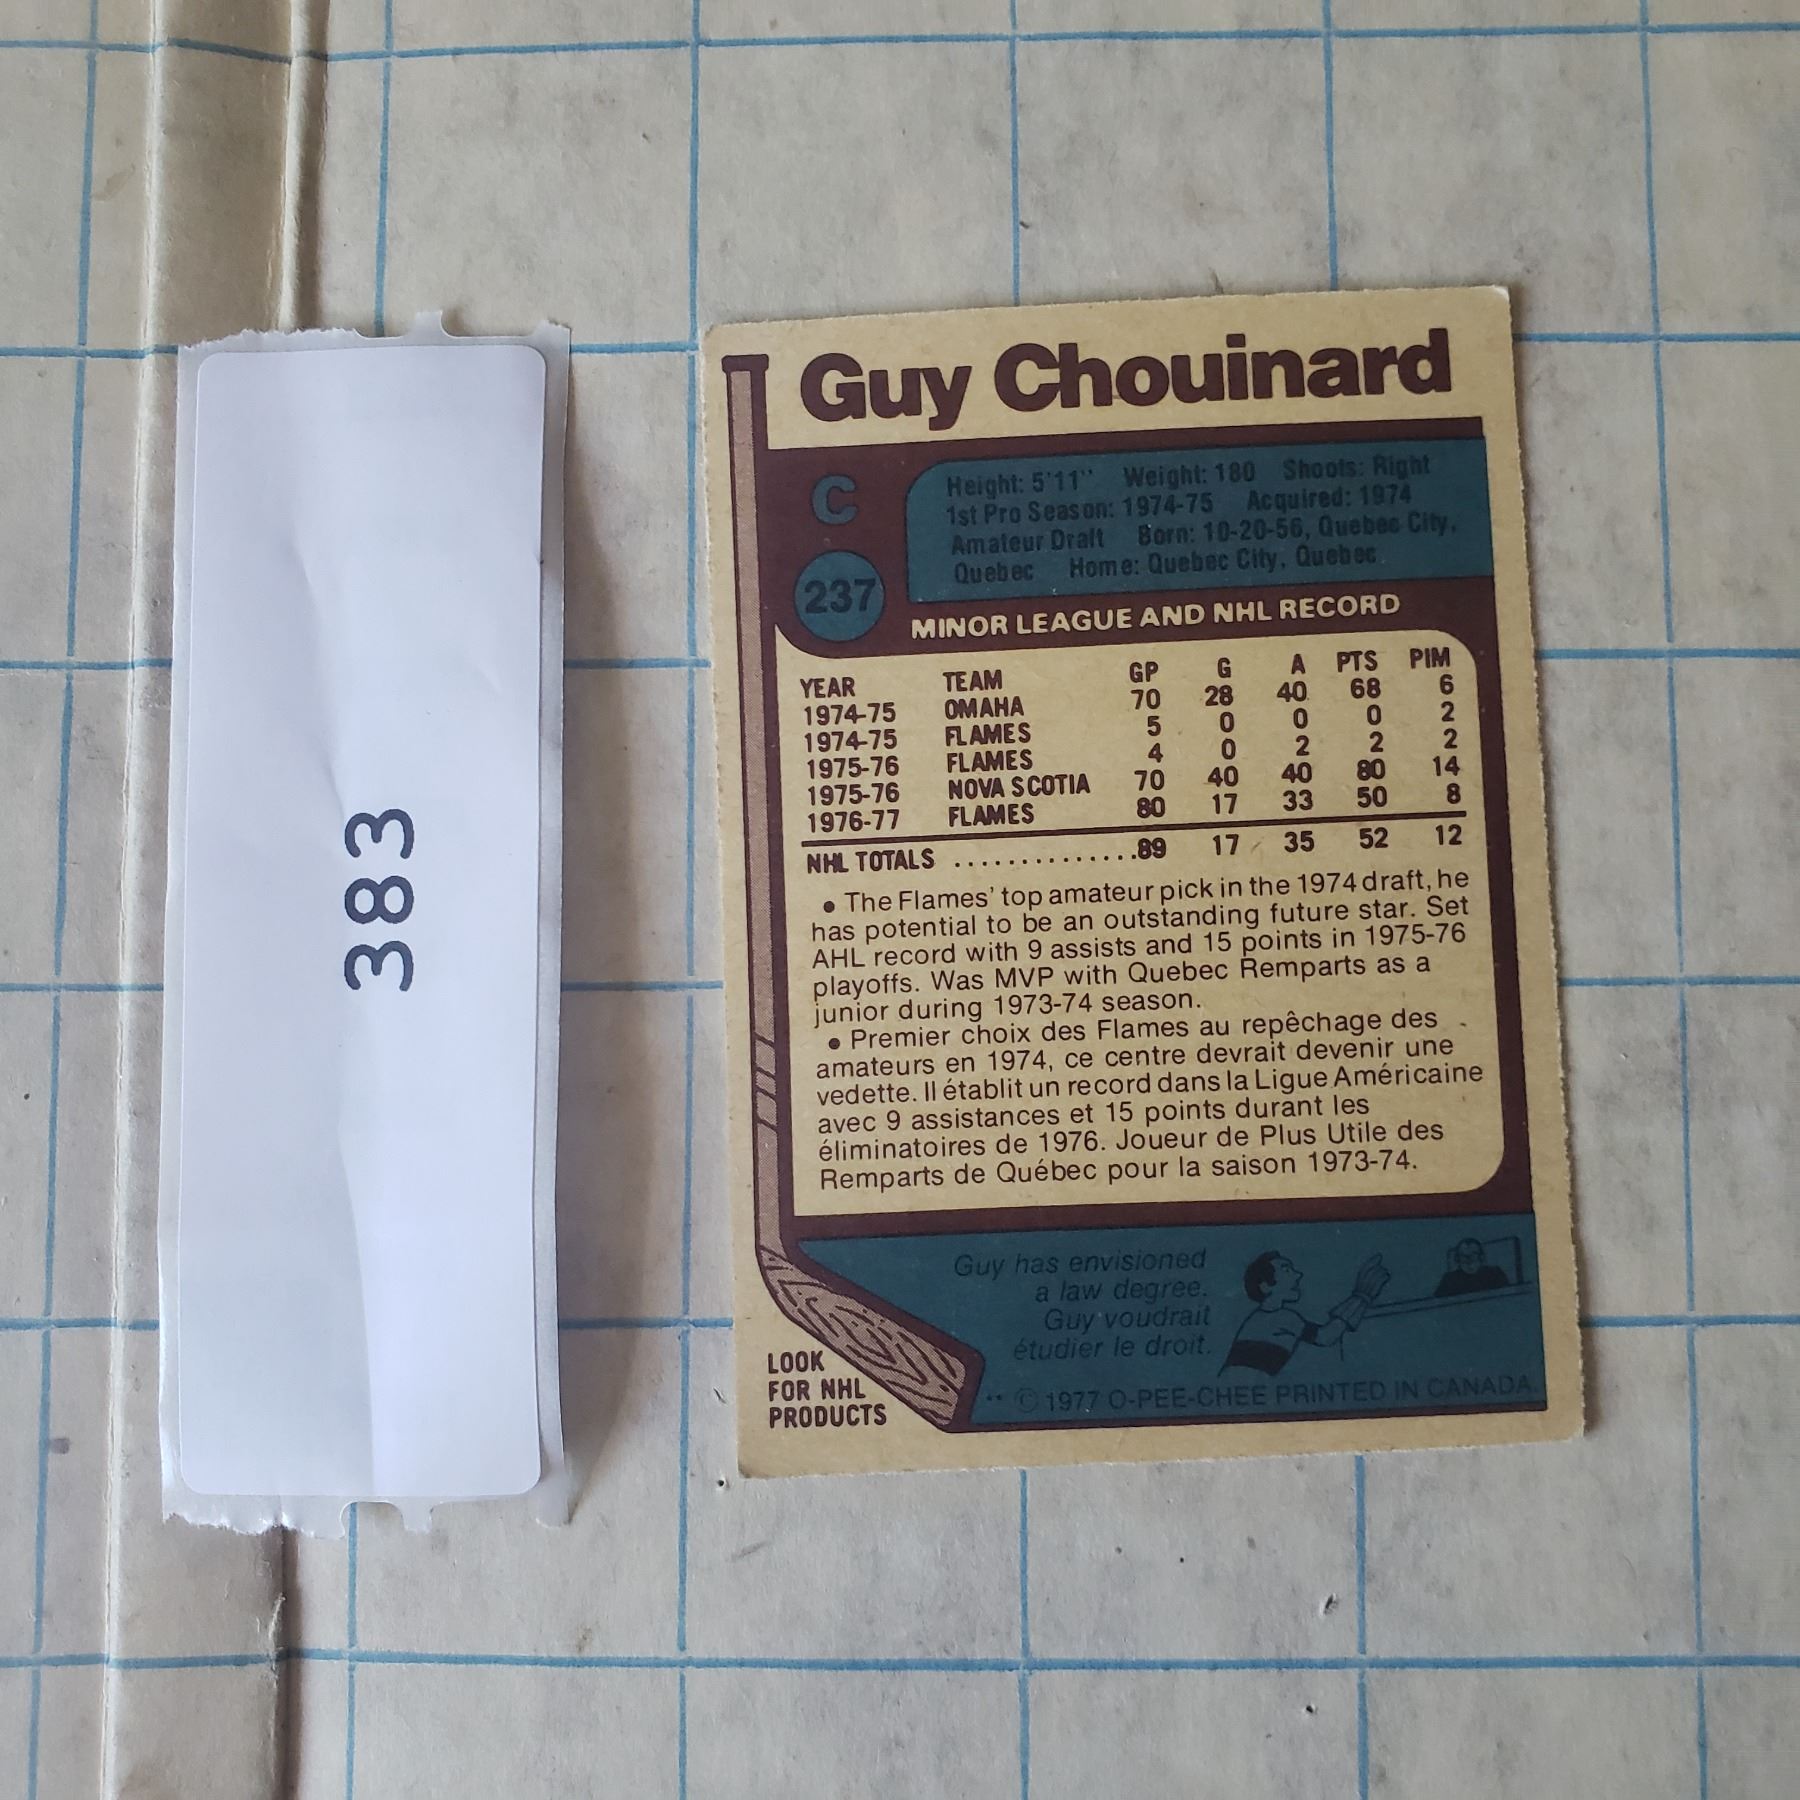 383
Guy Chouinard
C
237
Height: 5'11" Weight: 180 Shoots: Right
1st Pro Season: 1974-75 Acquired: 1974
Amateur Draft Born: 10-20-56, Quebec City,
Quebec Home: Quebec City, Quebec
MINOR LEAGUE AND NHL RECORD
YEAR TEAM GP G A PTS PIM
1974-75 OMAHA 70 28 40 68 6
1974-75 FLAMES 5 0 0 0 2
1975-76 FLAMES 4 0 2 2 2
1975-76 NOVA SCOTIA 70 40 40 80 14
1976-77 FLAMES 80 17 33 50 8
NHL TOTALS ..............89 17 35 52 12
• The Flames' top amateur pick in the 1974 draft, he
has potential to be an outstanding future star. Set
AHL record with 9 assists and 15 points in 1975-76
playoffs. Was MVP with Quebec Remparts as a
junior during 1973-74 season.
• Premier choix des Flames au repêchage des
amateurs en 1974, ce centre devrait devenir une
vedette. Il établit un record dans la Ligue Américaine
avec 9 assistances et 15 points durant les
éliminatoires de 1976. Joueur de Plus Utile des
Remparts de Québec pour la saison 1973-74.
Guy has envisioned
a law degree.
Guy voudrait
étudier le droit.
LOOK
FOR NHL
PRODUCTS
** © 1977 O-PEE-CHEE PRINTED IN CANADA.